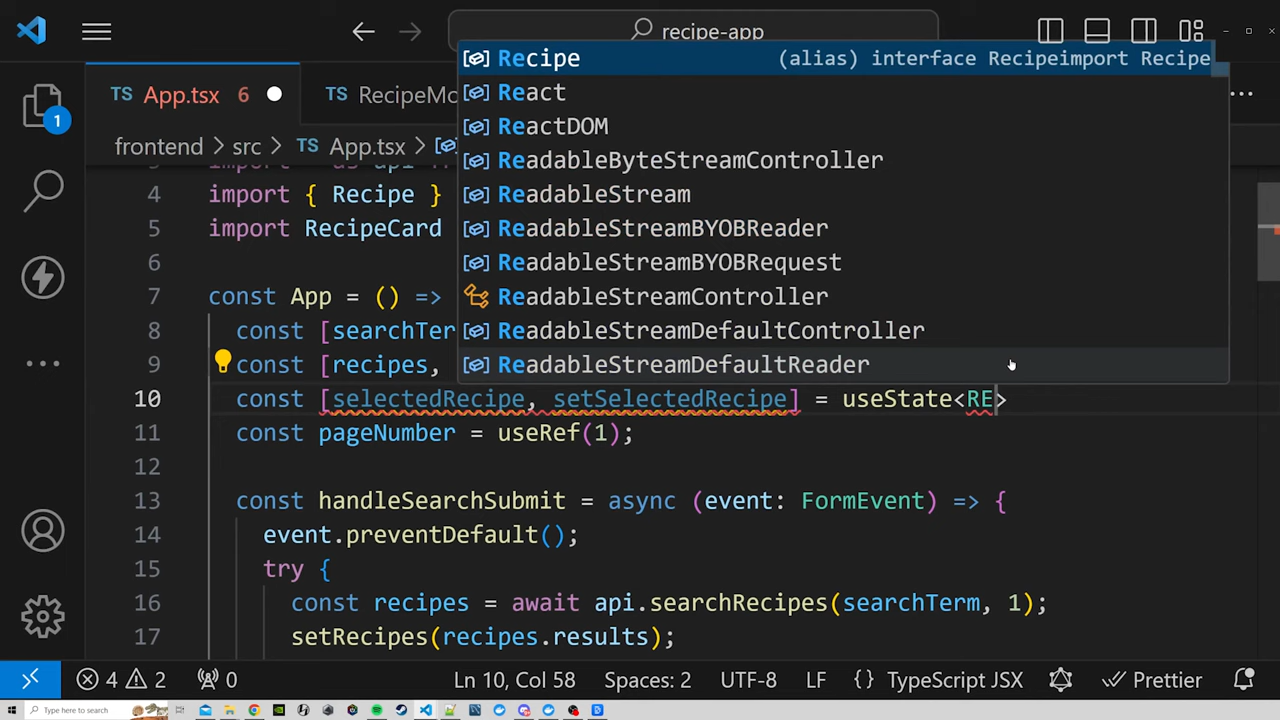 recipe-app
TS App.tsx 6
TS RecipeMo
frontend > src > TS App.tsx >
Recipe (alias) interface Recipeimport Recipe
React
ReactDOM
ReadableByteStreamController
ReadableStream
ReadableStreamBYOBReader
ReadableStreamBYOBRequest
ReadableStreamController
ReadableStreamDefaultController
ReadableStreamDefaultReader
4 import { Recipe }
5 import RecipeCard
6
7 const App = () =>
8 const [searchTer
9 const [recipes,
10 const [selectedRecipe, setSelectedRecipe] = useState<RE>
11 const pageNumber = useRef(1);
12
13 const handleSearchSubmit = async (event: FormEvent) => {
14 event.preventDefault();
15 try {
16 const recipes = await api.searchRecipes(searchTerm, 1);
17 setRecipes(recipes.results);
1
4 2 0 Ln 10, Col 58 Spaces: 2 UTF-8 LF {} TypeScript JSX Prettier
Type here to search